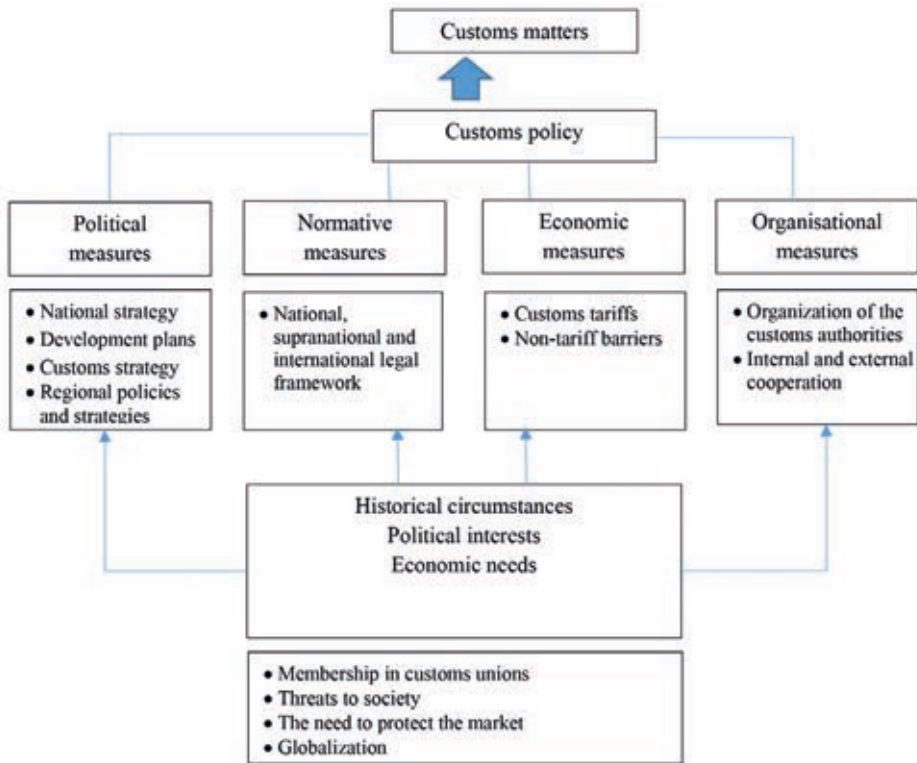 Customs matters
Customs policy
Political
measures
Normative
measures
Economic
measures
Organisational
measures
● National strategy
● Development plans
● Customs strategy
● Regional policies
and strategies
● National,
supranational and
international legal
framework
● Customs tariffs
● Non-tariff barriers
● Organization of the
customs authorities
● Internal and external
cooperation
Historical circumstances
Political interests
Economic needs
● Membership in customs unions
● Threats to society
● The need to protect the market
● Globalization